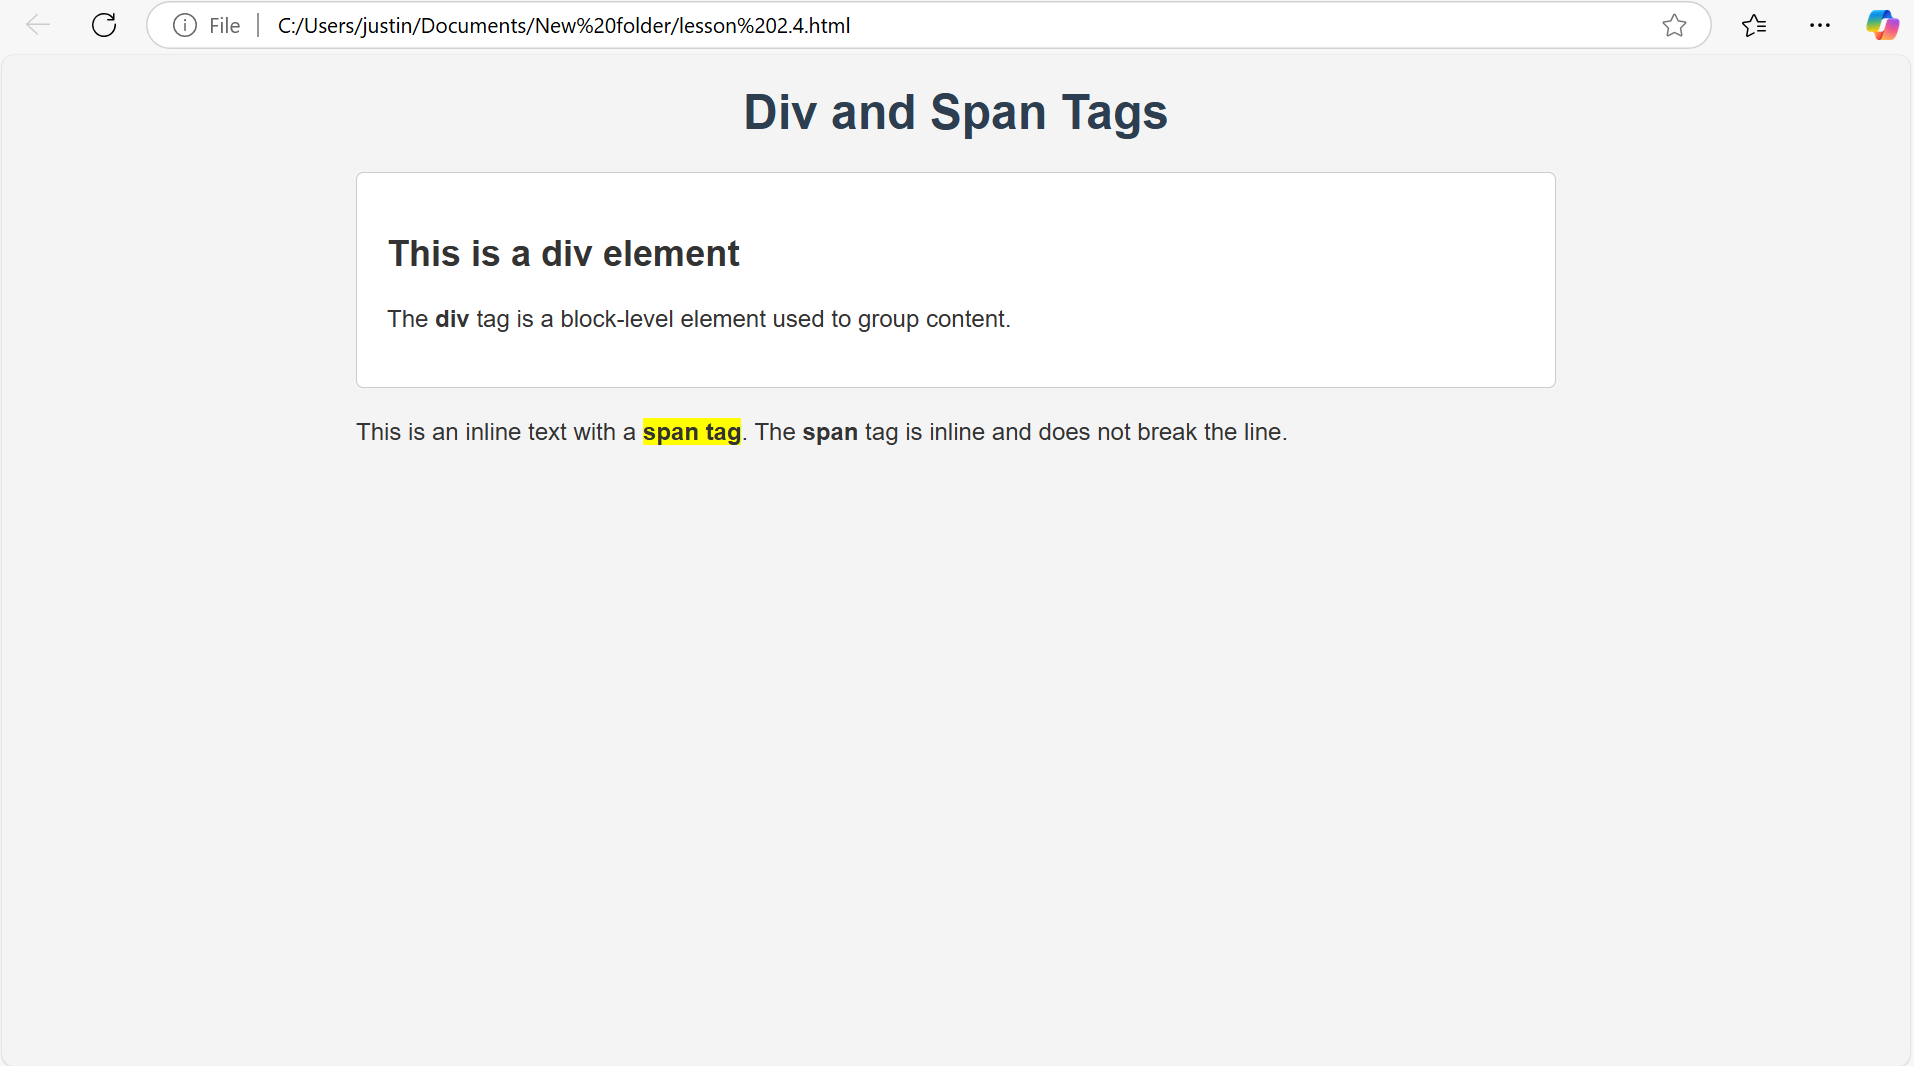 File C:/Users/justin/Documents/New%20folder/lesson%202.4.html
Div and Span Tags
This is a div element
The div tag is a block-level element used to group content.
This is an inline text with a span tag. The span tag is inline and does not break the line.